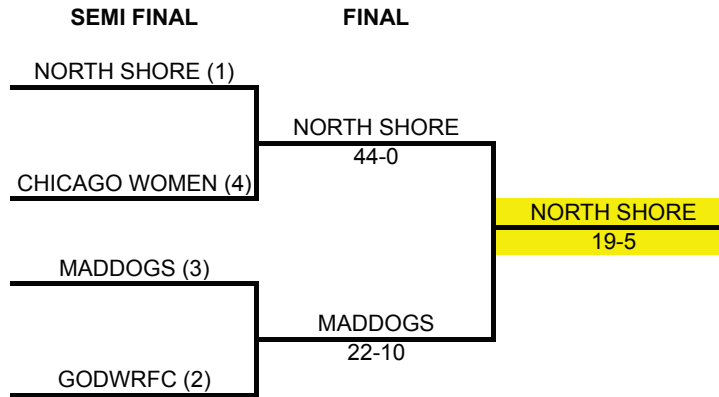 SEMI FINAL FINAL
NORTH SHORE (1)
NORTH SHORE
44-0
CHICAGO WOMEN (4)
NORTH SHORE
19-5
MADDOGS (3)
MADDOGS
22-10
GODWRFC (2)